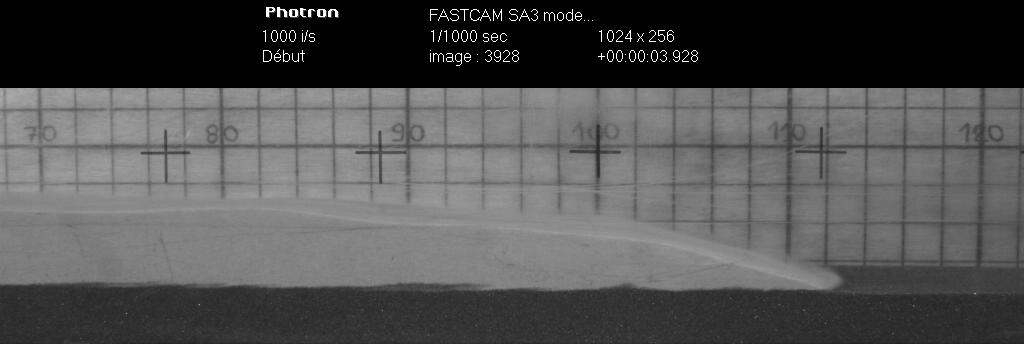 Photron FASTCAM SA3 mode...
1000 i/s 1/1000 sec 1024 x 256
Début image : 3928 +00:00:03.928
70 80 90 100 110 120